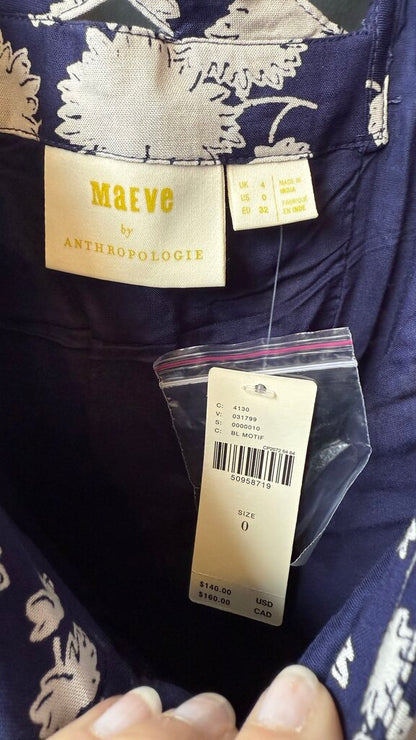 MAEVE
by
ANTHROPOLOGIE
UK 4
US 0
EU 32
MADE IN
INDIA
FABRIQUÉ
EN INDE
C: 4130
V: 031799
S: 0000010
C: BL MOTIF
50958719
SIZE
0
$140.00 USD
$160.00 CAD